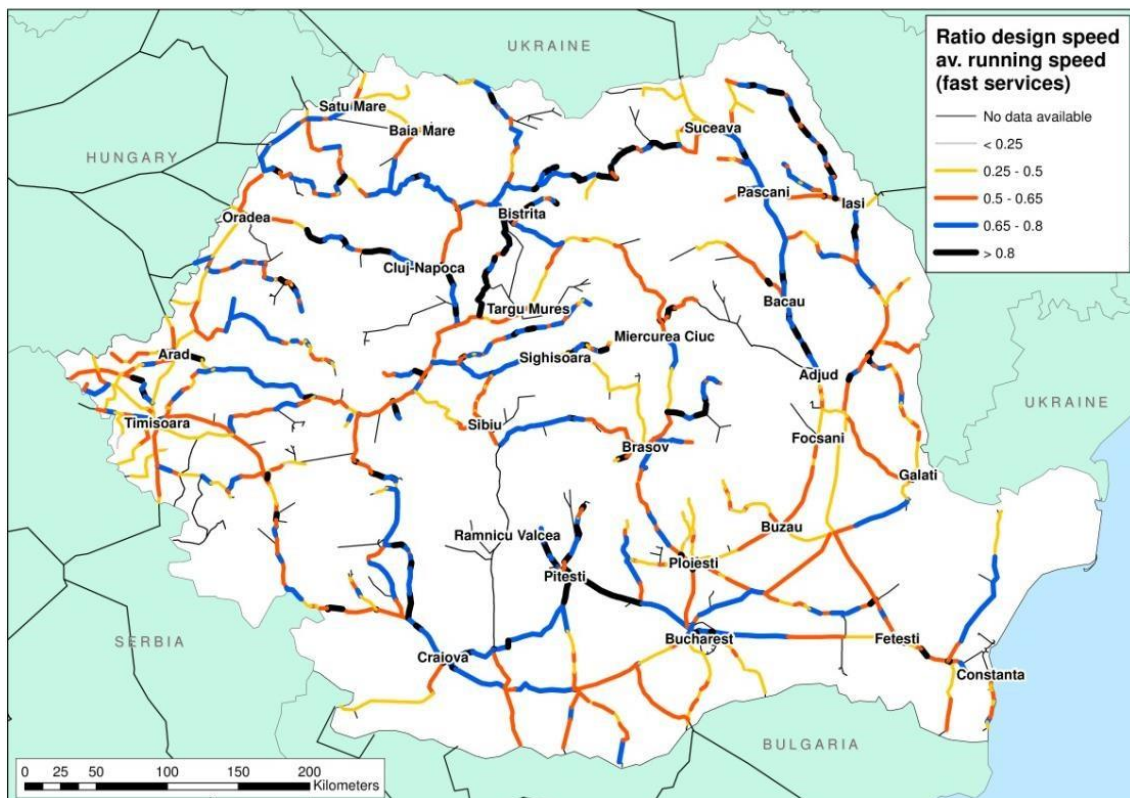 UKRAINE
Ratio design speed
av. running speed
(fast services)
No data available
< 0.25
0.25 - 0.5
0.5 - 0.65
0.65 - 0.8
> 0.8
Satu Mare
Baia Mare
Suceava
HUNGARY
Pascani
Iasi
Oradea
Bistrita
Cluj-Napoca
Bacau
Targu Mures
Miercurea Ciuc
Arad
Sighisoara
Adjud
UKRAINE
Timisoara
Sibiu
Focsani
Brasov
Galati
Buzau
Ramnicu Valcea
Ploiesti
Pitesti
SERBIA
Bucharest
Fetesti
Craiova
Constanta
BULGARIA
0 25 50 100 150 200
Kilometers